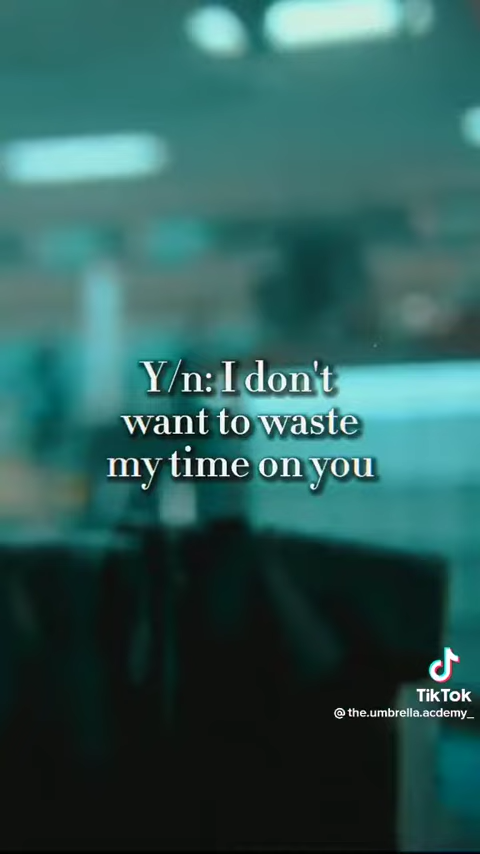 Y/n: I don't
want to waste
my time on you
TikTok
@the.umbrella.acdemy_